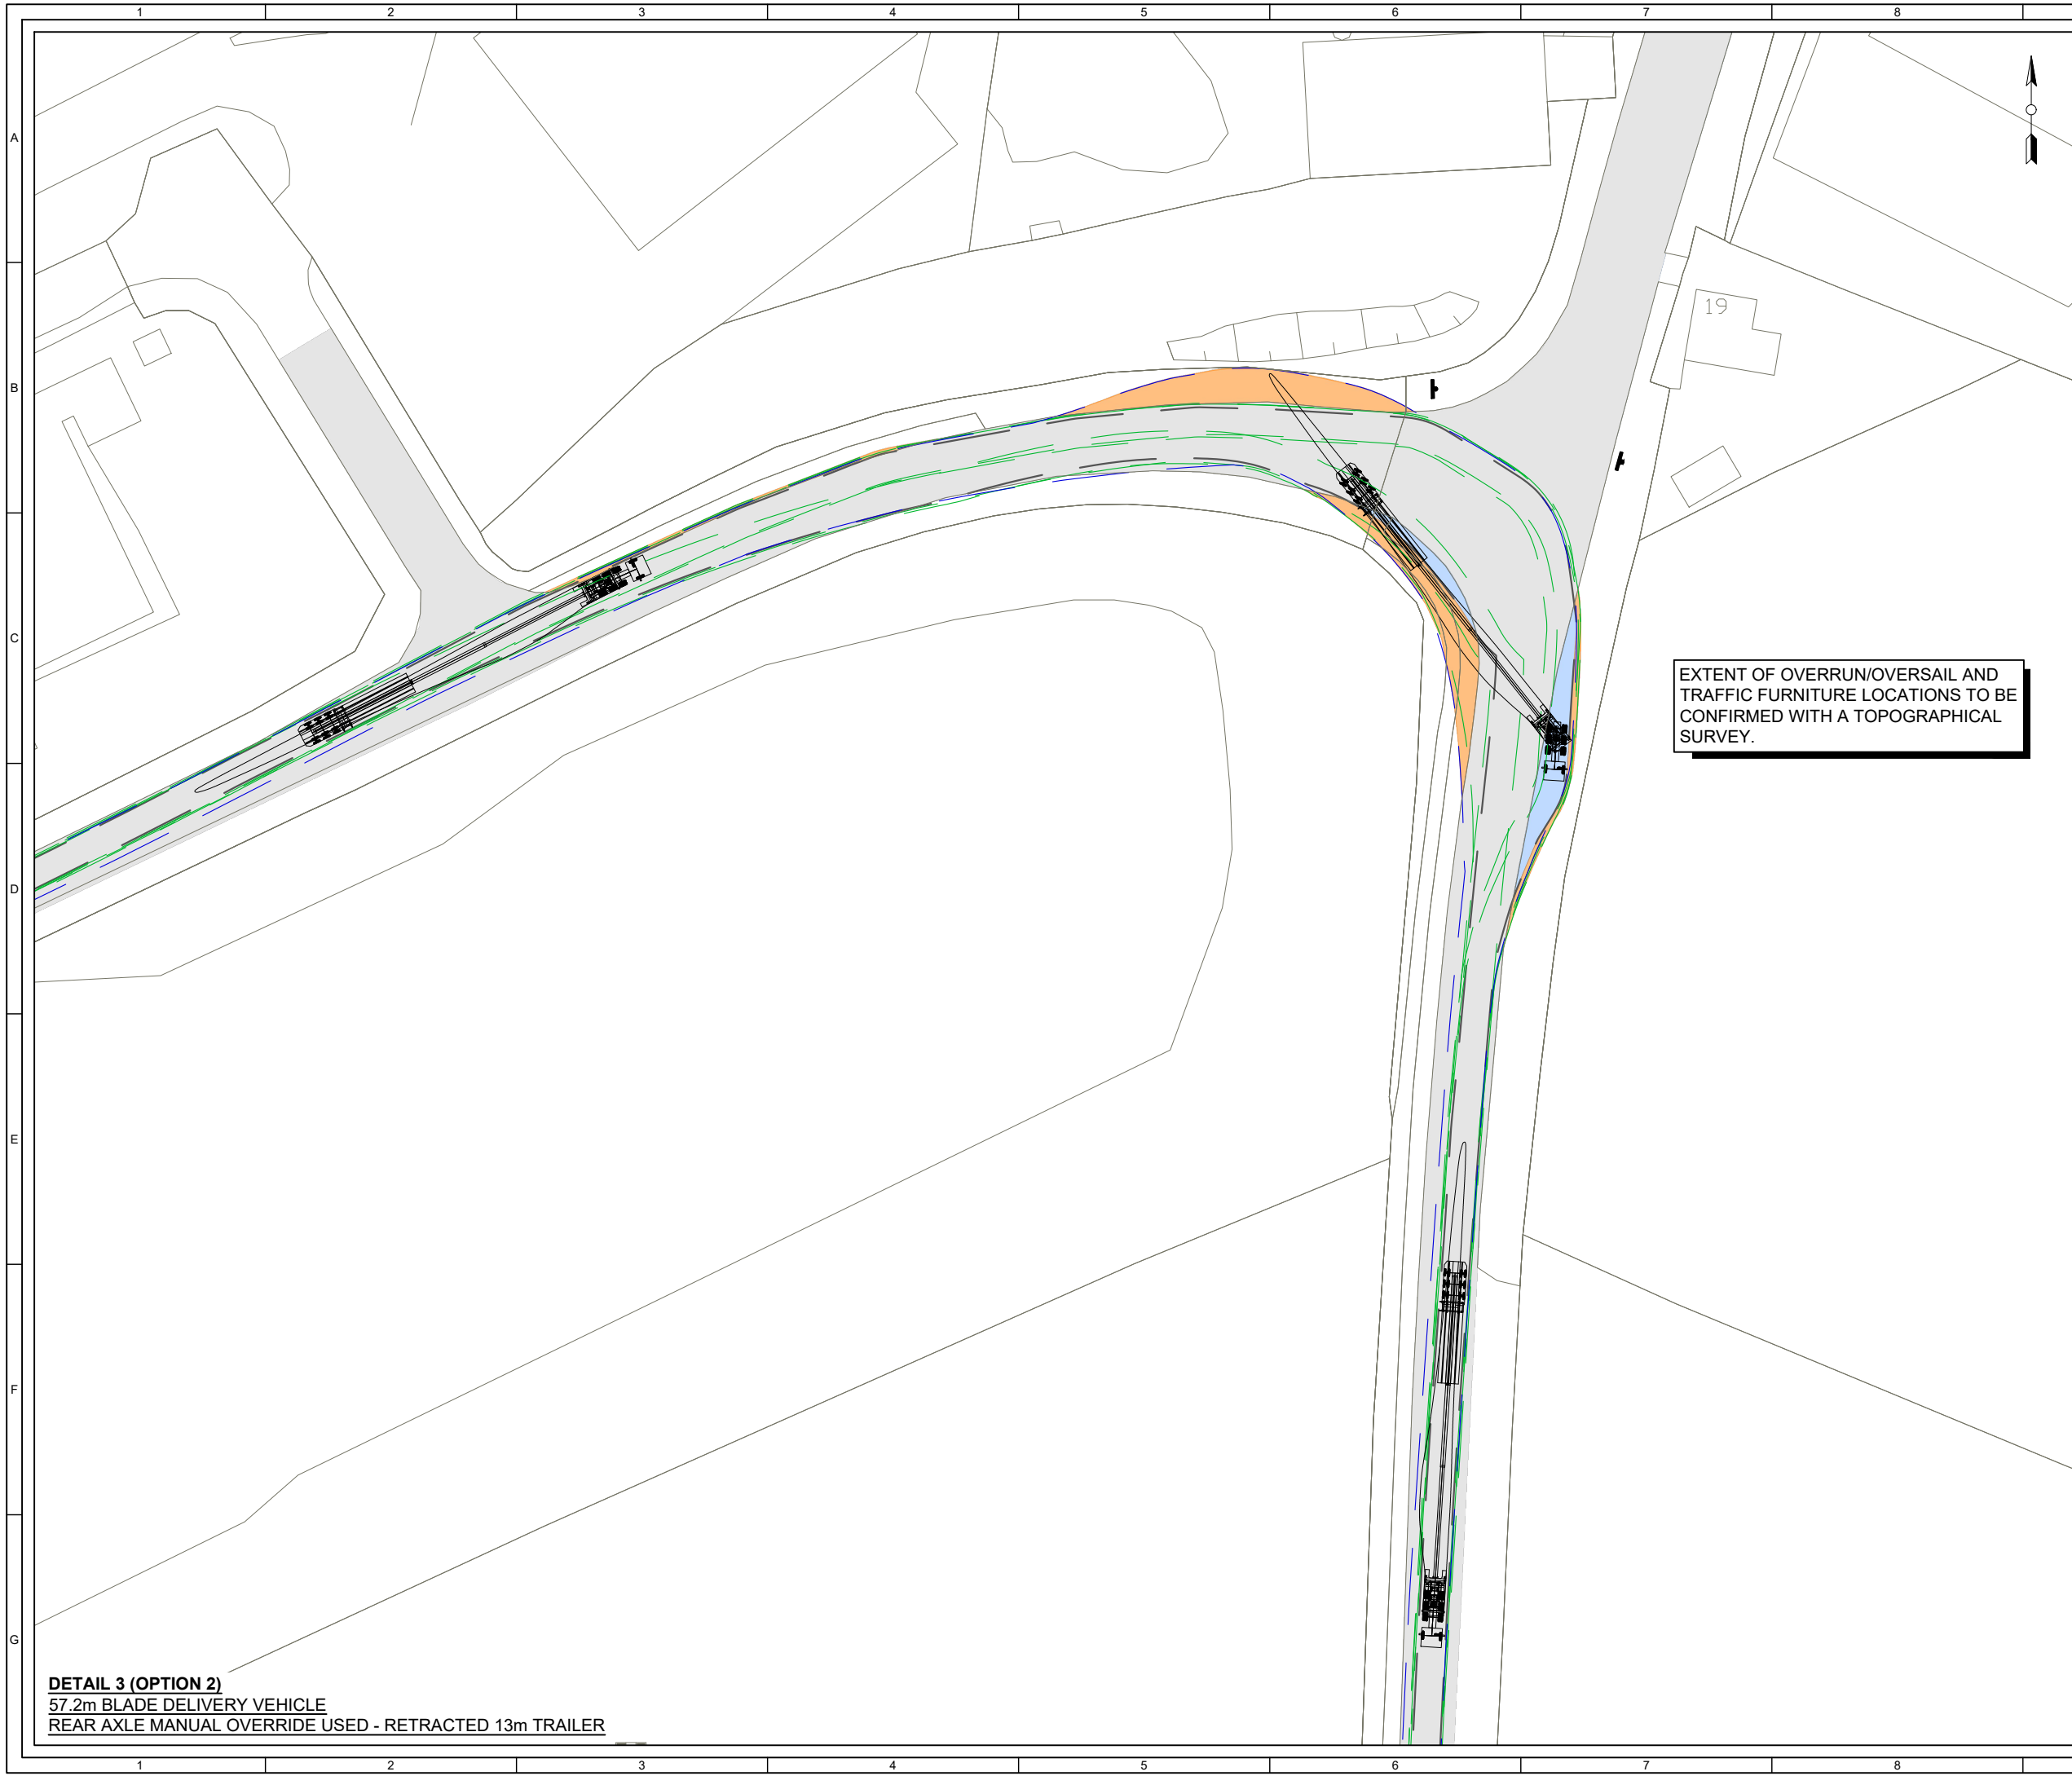 1 2 3 4 5 6 7 8
A
B
19
C
EXTENT OF OVERRUN/OVERSAIL AND
TRAFFIC FURNITURE LOCATIONS TO BE
CONFIRMED WITH A TOPOGRAPHICAL
SURVEY.
D
E
F
G
DETAIL 3 (OPTION 2)
57.2m BLADE DELIVERY VEHICLE
REAR AXLE MANUAL OVERRIDE USED - RETRACTED 13m TRAILER
1 2 3 4 5 6 7 8